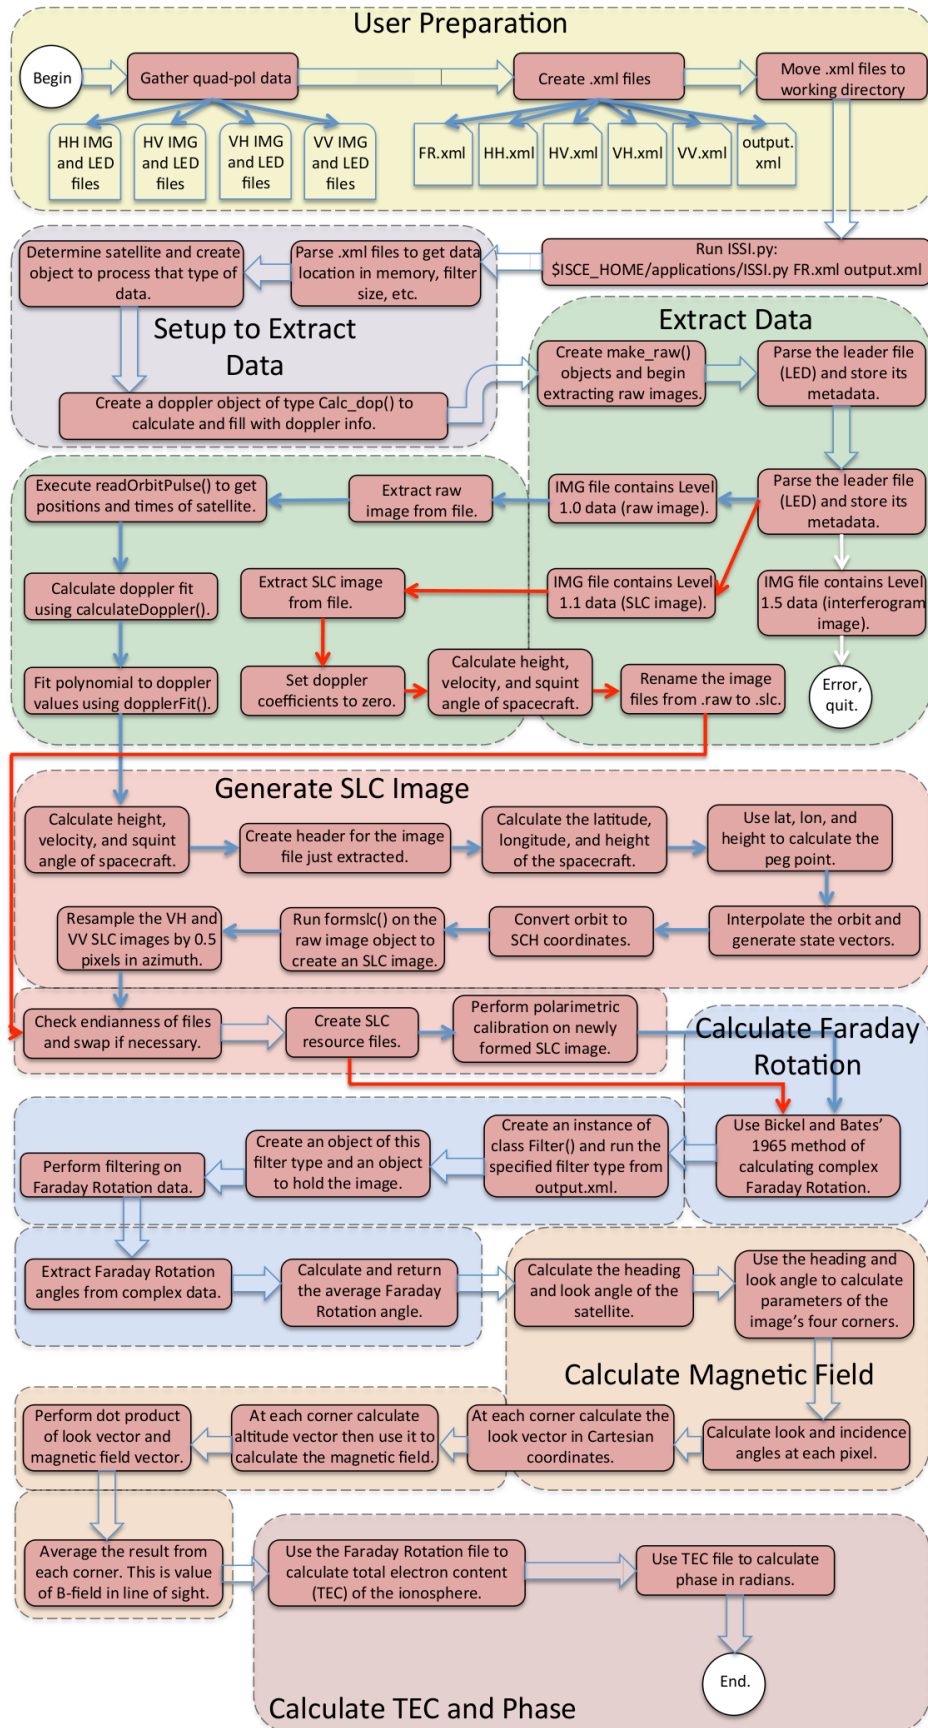 User Preparation
Begin
Gather quad-pol data
Create .xml files
Move .xml files to
working directory
HH IMG
and LED
files
HV IMG
and LED
files
VH IMG
and LED
files
VV IMG
and LED
files
FR.xml
HH.xml
HV.xml
VH.xml
VV.xml
output.
xml
Run ISSI.py:
$ISCE_HOME/applications/ISSI.py FR.xml output.xml
Parse .xml files to get data
location in memory, filter
size, etc.
Determine satellite and create
object to process that type of
data.
Setup to Extract
Data
Create a doppler object of type Calc_dop() to
calculate and fill with doppler info.
Extract Data
Create make_raw()
objects and begin
extracting raw images.
Parse the leader file
(LED) and store its
metadata.
Parse the leader file
(LED) and store its
metadata.
IMG file contains Level
1.0 data (raw image).
Extract raw
image from file.
Execute readOrbitPulse() to get
positions and times of satellite.
Calculate doppler fit
using calculateDoppler().
Fit polynomial to doppler
values using dopplerFit().
IMG file contains Level
1.1 data (SLC image).
Extract SLC image
from file.
Set doppler
coefficients to zero.
Calculate height,
velocity, and squint
angle of spacecraft.
Rename the image
files from .raw to .slc.
IMG file contains Level
1.5 data (interferogram
image).
Error,
quit.
Generate SLC Image
Calculate height,
velocity, and squint
angle of spacecraft.
Create header for the image
file just extracted.
Calculate the latitude,
longitude, and height
of the spacecraft.
Use lat, lon, and
height to calculate the
peg point.
Interpolate the orbit and
generate state vectors.
Convert orbit to
SCH coordinates.
Run formslc() on the
raw image object to
create an SLC image.
Resample the VH and
VV SLC images by 0.5
pixels in azimuth.
Check endianness of files
and swap if necessary.
Create SLC
resource files.
Perform polarimetric
calibration on newly
formed SLC image.
Calculate Faraday
Rotation
Use Bickel and Bates'
1965 method of
calculating complex
Faraday Rotation.
Create an instance of
class Filter() and run the
specified filter type from
output.xml.
Create an object of this
filter type and an object
to hold the image.
Perform filtering on
Faraday Rotation data.
Extract Faraday Rotation
angles from complex data.
Calculate and return
the average Faraday
Rotation angle.
Calculate the heading
and look angle of the
satellite.
Use the heading and
look angle to calculate
parameters of the
image's four corners.
Calculate Magnetic Field
Calculate look and incidence
angles at each pixel.
At each corner calculate the
look vector in Cartesian
coordinates.
At each corner calculate
altitude vector then use it to
calculate the magnetic field.
Perform dot product
of look vector and
magnetic field vector.
Average the result from
each corner. This is value
of B-field in line of sight.
Use the Faraday Rotation file to
calculate total electron content
(TEC) of the ionosphere.
Use TEC file to calculate
phase in radians.
End.
Calculate TEC and Phase